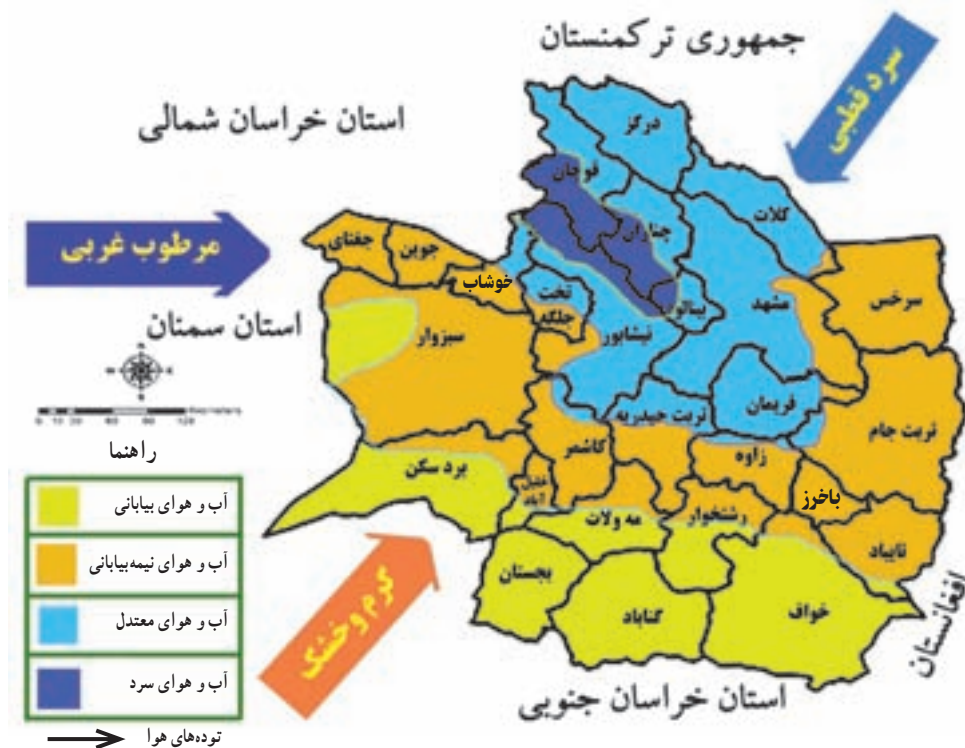 جمهوری ترکمنستان
سرد قطبی
استان خراسان شمالی
درگز
قوچان
کلات
چناران
مرطوب غربی
جغتای
جوین
خوشاب
تخت
جلگه
بینالود
مشهد
سرخس
استان سمنان
سبزوار
نیشابور
فریمان
تربت حیدریه
تربت جام
کاشمر
زاوه
باخرز
بردسکن
خلیل
آباد
مه ولات
رشتخوار
تایباد
بجستان
گناباد
خواف
افغانستان
گرم و خشک
استان خراسان جنوبی
راهنما
آب و هوای بیابانی
آب و هوای نیمه‌بیابانی
آب و هوای معتدل
آب و هوای سرد
توده‌های هوا